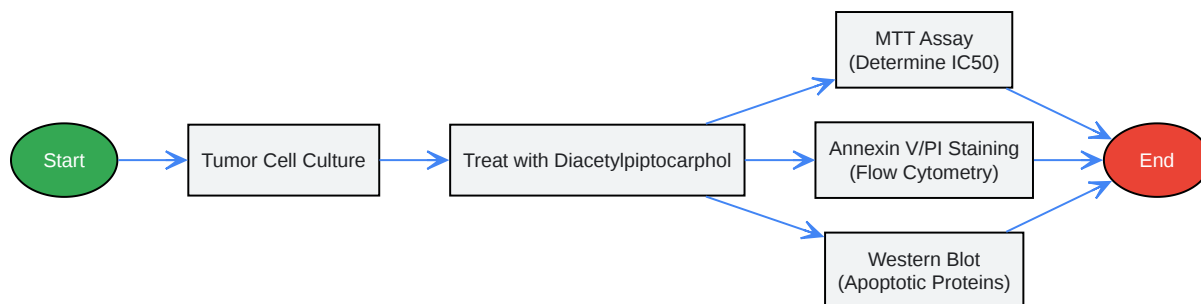 Start
Tumor Cell Culture
Treat with Diacetylpiptocarphol
MTT Assay
(Determine IC50)
Annexin V/PI Staining
(Flow Cytometry)
Western Blot
(Apoptotic Proteins)
End